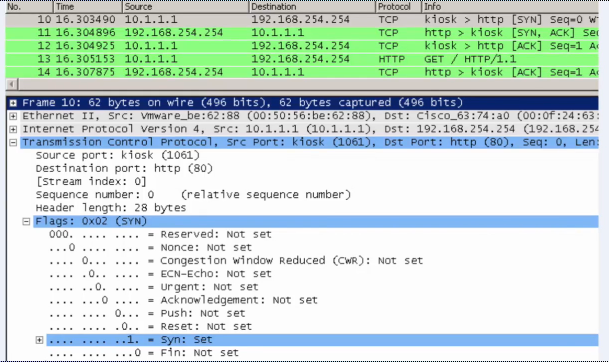 No. Time Source Destination Protocol Info
10 16.303490 10.1.1.1 192.168.254.254 TCP kiosk > http [SYN] Seq=0
11 16.304896 192.168.254.254 10.1.1.1 TCP http > kiosk [SYN, ACK]
12 16.304925 10.1.1.1 192.168.254.254 TCP kiosk > http [ACK] Seq=1
13 16.305153 10.1.1.1 192.168.254.254 HTTP GET / HTTP/1.1
14 16.307875 192.168.254.254 10.1.1.1 TCP http > kiosk [ACK] Seq=1
Frame 10: 62 bytes on wire (496 bits), 62 bytes captured (496 bits)
Ethernet II, Src: Vmware_be:62:88 (00:50:56:be:62:88), Dst: Cisco_63:74:a0 (00:0f:24:63:
Internet Protocol Version 4, Src: 10.1.1.1 (10.1.1.1), Dst: 192.168.254.254 (192.168.254
Transmission Control Protocol, Src Port: kiosk (1061), Dst Port: http (80), Seq: 0, Len:
Source port: kiosk (1061)
Destination port: http (80)
[Stream index: 0]
Sequence number: 0 (relative sequence number)
Header length: 28 bytes
Flags: 0x02 (SYN)
000. .... .... = Reserved: Not set
...0 .... .... = Nonce: Not set
.... 0... .... = Congestion Window Reduced (CWR): Not set
.... .0.. .... = ECN-Echo: Not set
.... ..0. .... = Urgent: Not set
.... ...0 .... = Acknowledgement: Not set
.... .... 0... = Push: Not set
.... .... .0.. = Reset: Not set
.... .... ..1. = Syn: Set
.... .... ...0 = Fin: Not set